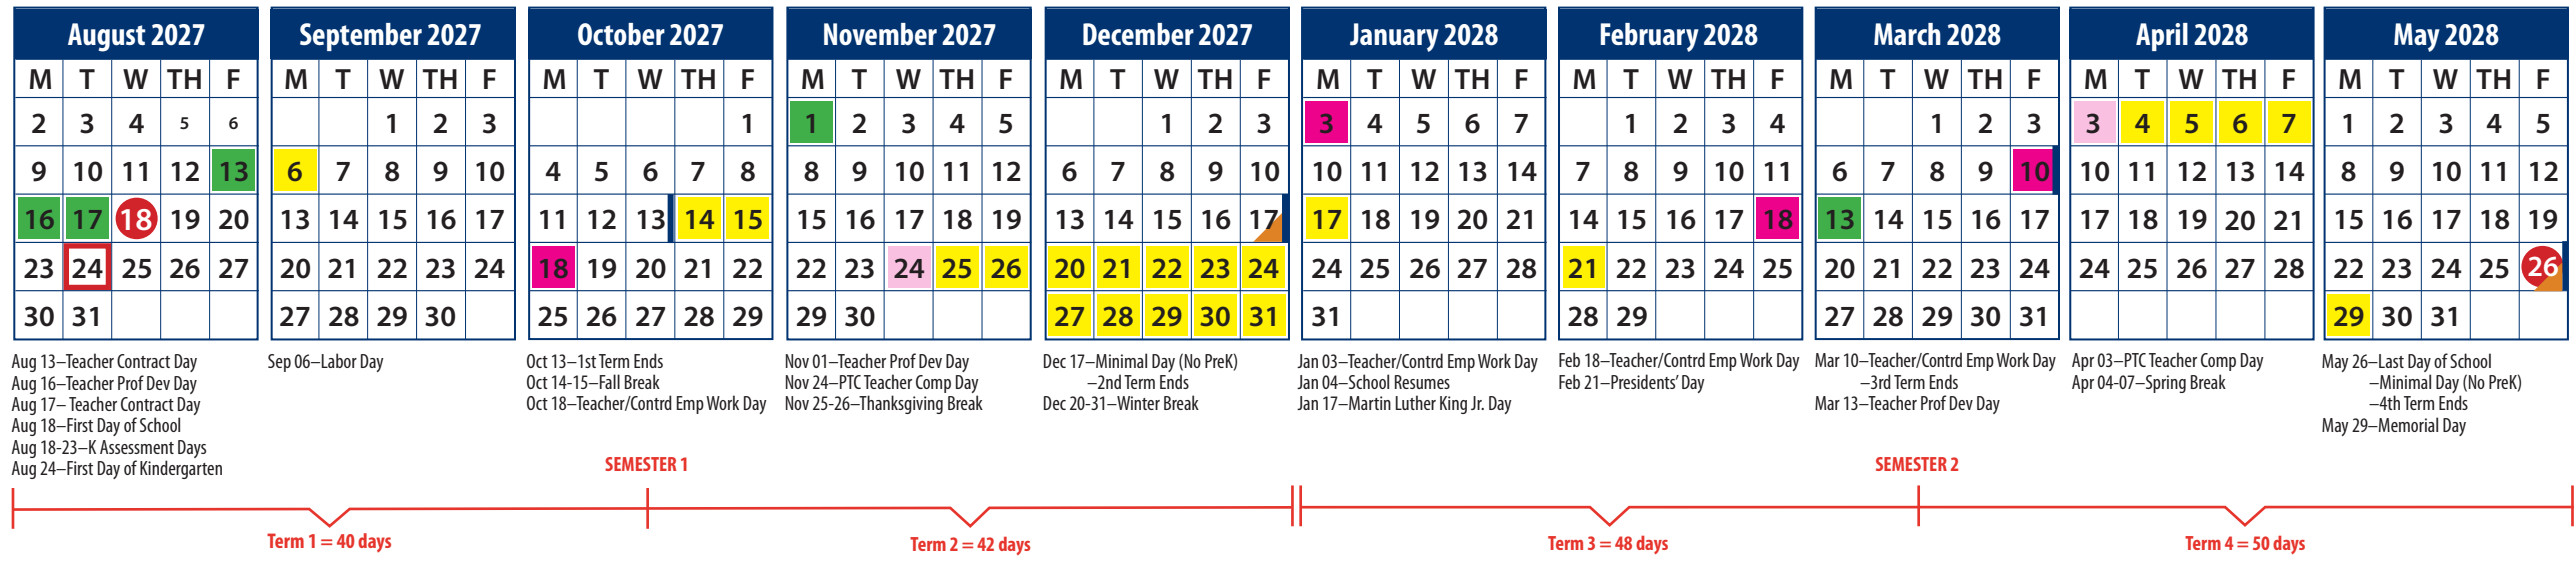 August 2027
M T W TH F
2 3 4 5 6
9 10 11 12 13
16 17 18 19 20
23 24 25 26 27
30 31
Aug 13–Teacher Contract Day
Aug 16–Teacher Prof Dev Day
Aug 17– Teacher Contract Day
Aug 18–First Day of School
Aug 18-23–K Assessment Days
Aug 24–First Day of Kindergarten
September 2027
M T W TH F
1 2 3
6 7 8 9 10
13 14 15 16 17
20 21 22 23 24
27 28 29 30
Sep 06–Labor Day
October 2027
M T W TH F
1
4 5 6 7 8
11 12 13 14 15
18 19 20 21 22
25 26 27 28 29
Oct 13–1st Term Ends
Oct 14-15–Fall Break
Oct 18–Teacher/Contrd Emp Work Day
November 2027
M T W TH F
1 2 3 4 5
8 9 10 11 12
15 16 17 18 19
22 23 24 25 26
29 30
Nov 01–Teacher Prof Dev Day
Nov 24–PTC Teacher Comp Day
Nov 25-26–Thanksgiving Break
December 2027
M T W TH F
1 2 3
6 7 8 9 10
13 14 15 16 17
20 21 22 23 24
27 28 29 30 31
Dec 17–Minimal Day (No PreK)
–2nd Term Ends
Dec 20-31–Winter Break
January 2028
M T W TH F
3 4 5 6 7
10 11 12 13 14
17 18 19 20 21
24 25 26 27 28
31
Jan 03–Teacher/Contrd Emp Work Day
Jan 04–School Resumes
Jan 17–Martin Luther King Jr. Day
February 2028
M T W TH F
1 2 3 4
7 8 9 10 11
14 15 16 17 18
21 22 23 24 25
28 29
Feb 18–Teacher/Contrd Emp Work Day
Feb 21–Presidents' Day
March 2028
M T W TH F
1 2 3
6 7 8 9 10
13 14 15 16 17
20 21 22 23 24
27 28 29 30 31
Mar 10–Teacher/Contrd Emp Work Day
–3rd Term Ends
Mar 13–Teacher Prof Dev Day
April 2028
M T W TH F
3 4 5 6 7
10 11 12 13 14
17 18 19 20 21
24 25 26 27 28
Apr 03–PTC Teacher Comp Day
Apr 04-07–Spring Break
May 2028
M T W TH F
1 2 3 4 5
8 9 10 11 12
15 16 17 18 19
22 23 24 25 26
29 30 31
May 26–Last Day of School
–Minimal Day (No PreK)
–4th Term Ends
May 29–Memorial Day
SEMESTER 1
SEMESTER 2
Term 1 = 40 days
Term 2 = 42 days
Term 3 = 48 days
Term 4 = 50 days